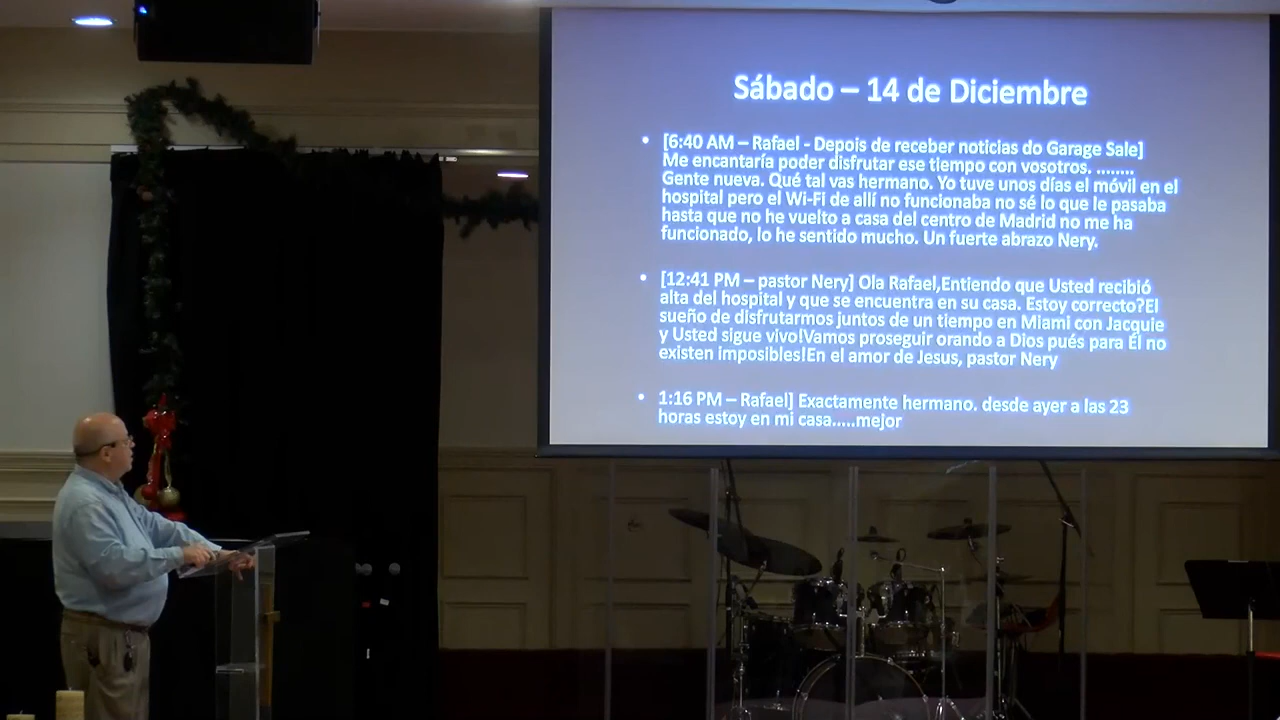 Sábado – 14 de Diciembre
• [6:40 AM – Rafael - Depois de receber noticias do Garage Sale]
Me encantaría poder disfrutar ese tiempo con vosotros. ........
Gente nueva. Qué tal vas hermano. Yo tuve unos días el móvil en el
hospital pero el Wi-Fi de allí no funcionaba no sé lo que le pasaba
hasta que no he vuelto a casa del centro de Madrid no me ha
funcionado, lo he sentido mucho. Un fuerte abrazo Nery.
• [12:41 PM – pastor Nery] Ola Rafael,Entiendo que Usted recibió
alta del hospital y que se encuentra en su casa. Estoy correcto?El
sueño de disfrutarmos juntos de un tiempo en Miami con Jacquie
y Usted sigue vivo!Vamos proseguir orando a Dios pués para Él no
existen imposibles!En el amor de Jesus, pastor Nery
• 1:16 PM – Rafael] Exactamente hermano. desde ayer a las 23
horas estoy en mi casa.....mejor